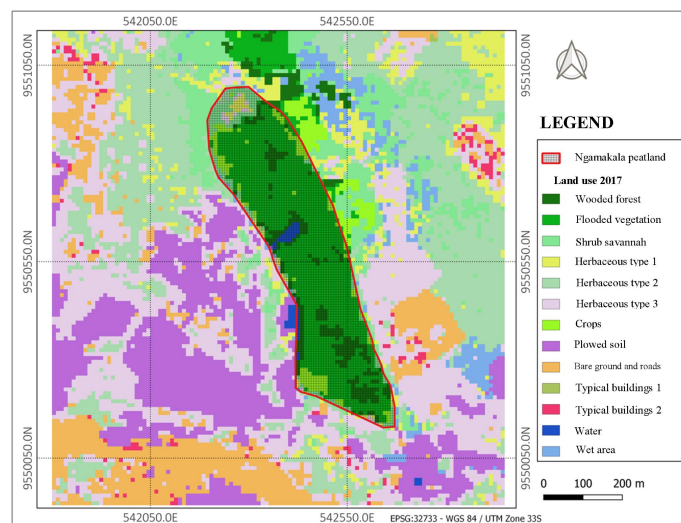 542050.0E 542550.0E
9551050.0N 9551050.0N
LEGEND
Ngamakala peatland
Land use 2017
Wooded forest
Flooded vegetation
Shrub savannah
Herbaceous type 1
Herbaceous type 2
Herbaceous type 3
Crops
Plowed soil
Bare ground and roads
Typical buildings 1
Typical buildings 2
Water
Wet area
9550550.0N 9550550.0N
9550050.0N 9550050.0N
0 100 200 m
542050.0E 542550.0E
EPSG:32733 - WGS 84 / UTM Zone 33S